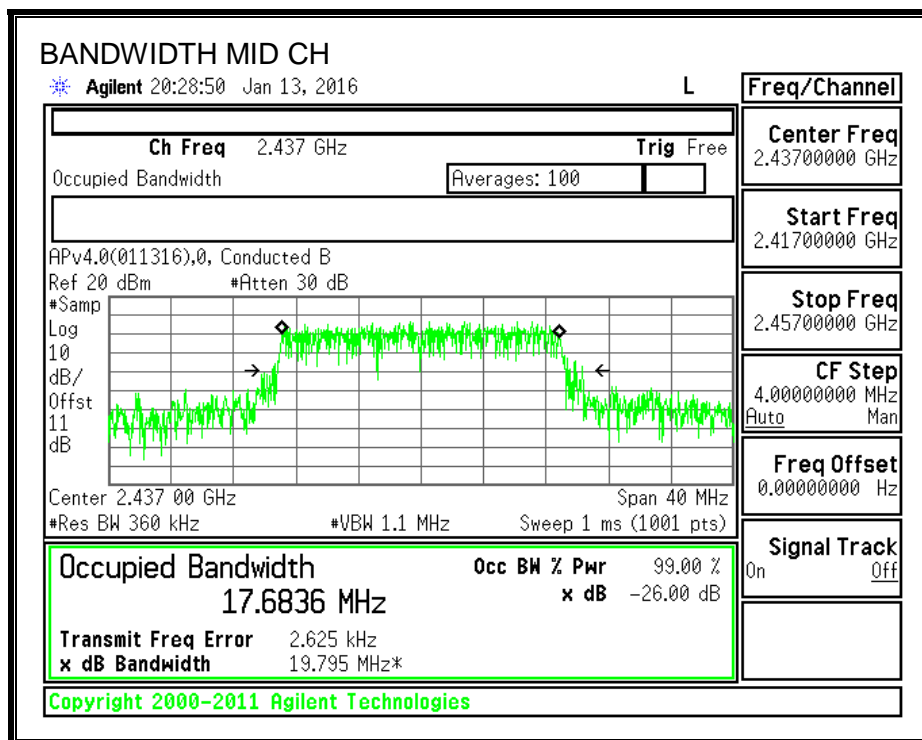 BANDWIDTH MID CH
Agilent 20:28:50 Jan 13, 2016 L
Freq/Channel
Ch Freq 2.437 GHz Trig Free
Occupied Bandwidth Averages: 100
APv4.0(011316),0, Conducted B
Ref 20 dBm #Atten 30 dB
#Samp
Log
10
dB/
Offst
11
dB
Center 2.437 00 GHz Span 40 MHz
#Res BW 360 kHz #VBW 1.1 MHz Sweep 1 ms (1001 pts)
Occupied Bandwidth Occ BW % Pwr 99.00 %
17.6836 MHz x dB -26.00 dB
Transmit Freq Error 2.625 kHz
x dB Bandwidth 19.795 MHz*
Copyright 2000-2011 Agilent Technologies
Center Freq
2.43700000 GHz
Start Freq
2.41700000 GHz
Stop Freq
2.45700000 GHz
CF Step
4.00000000 MHz
Auto Man
Freq Offset
0.00000000 Hz
Signal Track
On Off